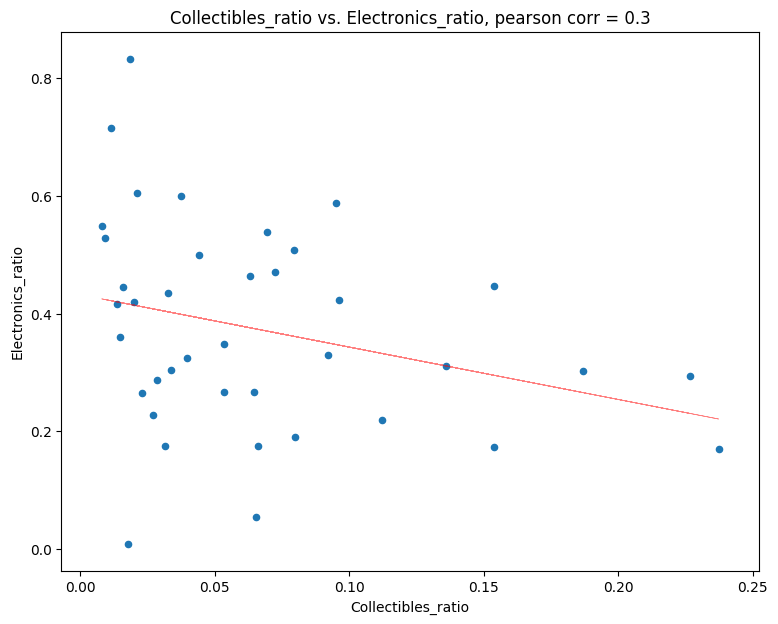 Collectibles_ratio vs. Electronics_ratio, pearson corr = 0.3
0.8
0.6
Electronics_ratio
0.4
0.2
0.0
0.00 0.05 0.10 0.15 0.20 0.25
Collectibles_ratio